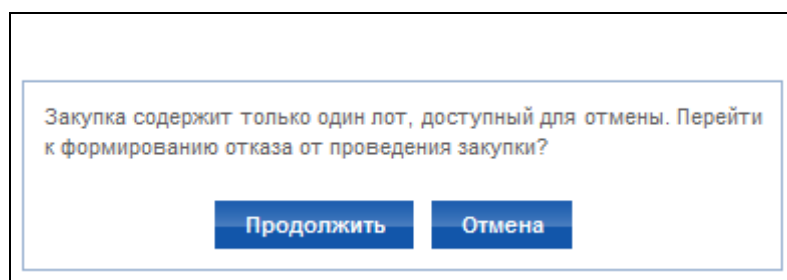 Закупка содержит только один лот, доступный для отмены. Перейти
к формированию отказа от проведения закупки?
Продолжить Отмена